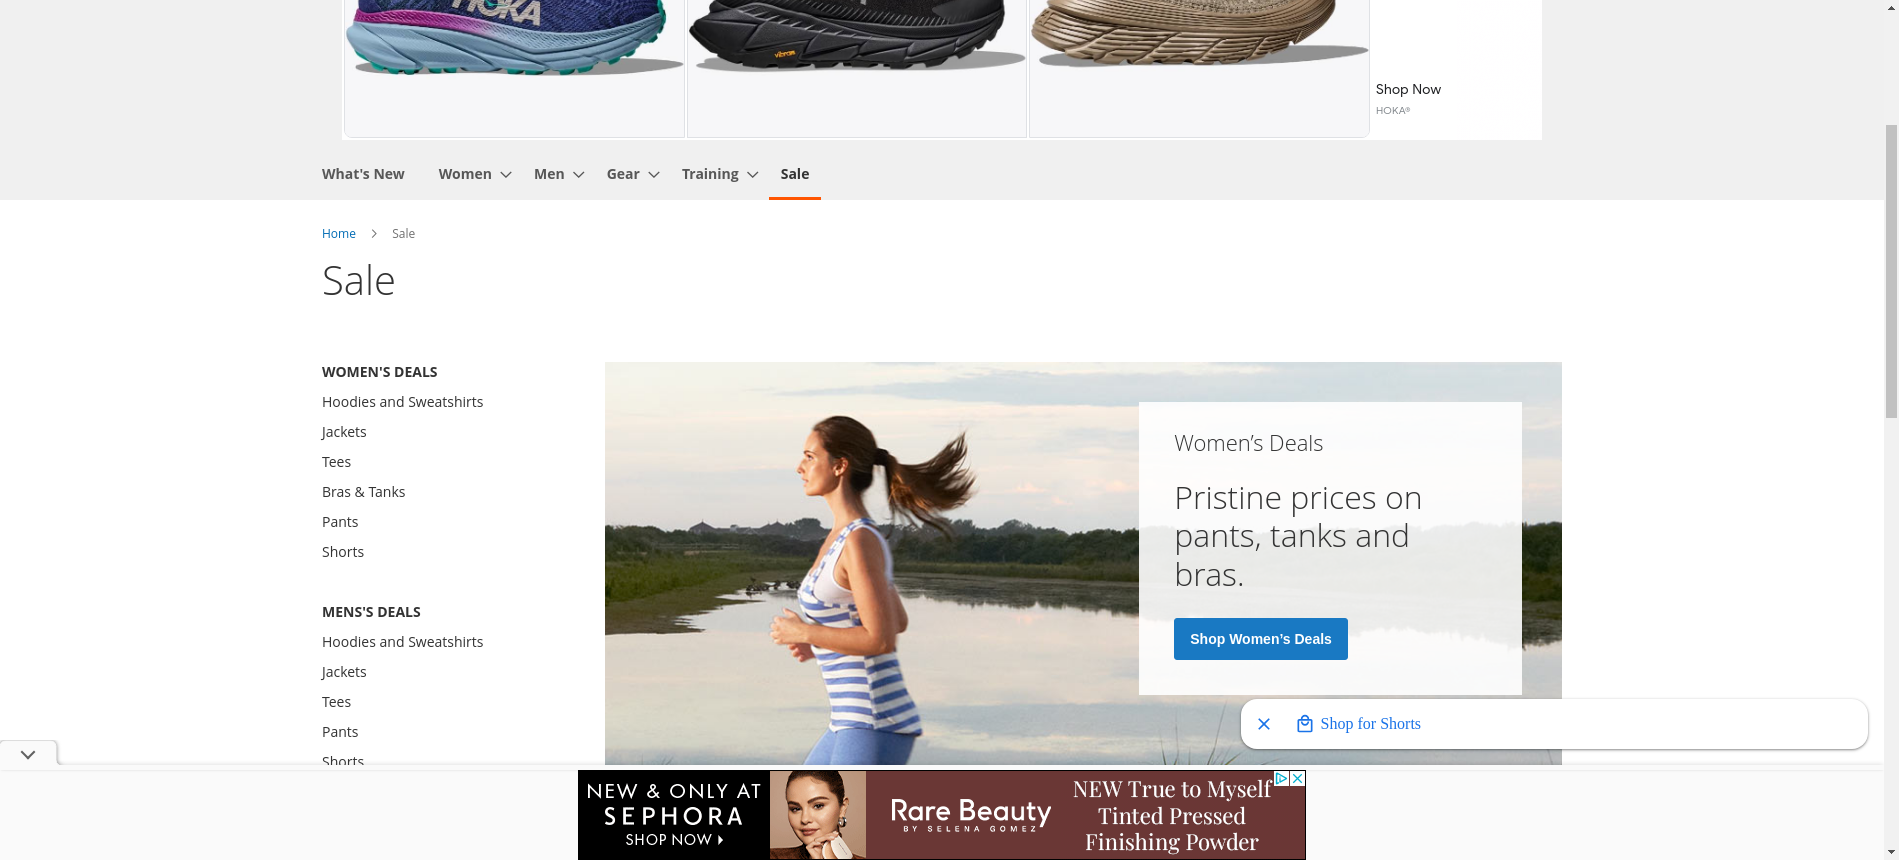 HOKA
vibram
Shop Now
HOKA®
What's New
Women
Men
Gear
Training
Sale
Home
Sale
Sale
WOMEN'S DEALS
Hoodies and Sweatshirts
Jackets
Tees
Bras & Tanks
Pants
Shorts
MENS'S DEALS
Hoodies and Sweatshirts
Jackets
Tees
Pants
Shorts
Women’s Deals
Pristine prices on
pants, tanks and
bras.
Shop Women’s Deals
Shop for Shorts
NEW & ONLY AT
SEPHORA
SHOP NOW
Rare Beauty
BY SELENA GOMEZ
NEW True to Myself
Tinted Pressed
Finishing Powder